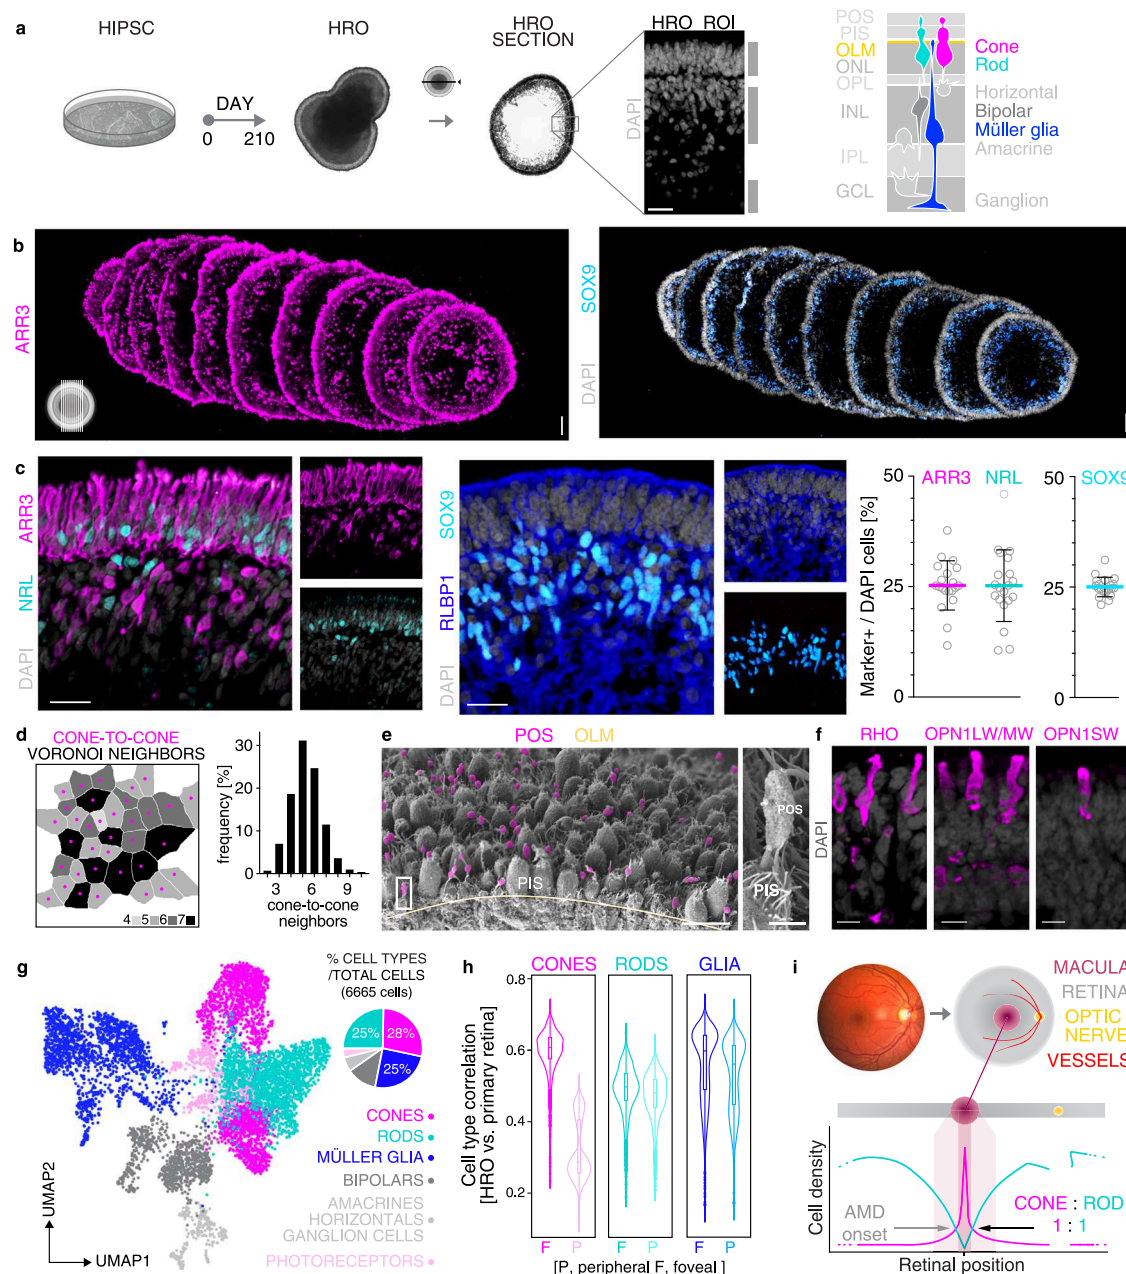 a
HIPSC
HRO
HRO
SECTION
HRO ROI
DAY
0 210
DAPI
POS
PIS
OLM
ONL
OPL
INL
IPL
GCL
Cone
Rod
Horizontal
Bipolar
Müller glia
Amacrine
Ganglion
b
ARR3
SOX9
DAPI
c
ARR3
NRL
DAPI
SOX9
RLBP1
DAPI
Marker+ / DAPI cells [%]
50
25
0
ARR3 NRL
50
25
0
SOX9
d
CONE-TO-CONE
VORONOI NEIGHBORS
4 5 6 7
frequency [%]
30
20
10
0
3 6 9
cone-to-cone
neighbors
e
POS OLM
PIS
POS
PIS
f
RHO OPN1LW/MW OPN1SW
DAPI
g
% CELL TYPES
/TOTAL CELLS
(6665 cells)
25% 28%
25%
CONES
RODS
MÜLLER GLIA
BIPOLARS
AMACRINES
HORIZONTALS
GANGLION CELLS
PHOTORECEPTORS
UMAP2
UMAP1
h
CONES RODS GLIA
Cell type correlation
[HRO vs. primary retina]
0.8
0.6
0.4
0.2
F P F P F P
[P, peripheral F, foveal ]
i
MACULA
RETINA
OPTIC
NERVE
VESSELS
Cell density
AMD
onset
CONE : ROD
1 : 1
Retinal position